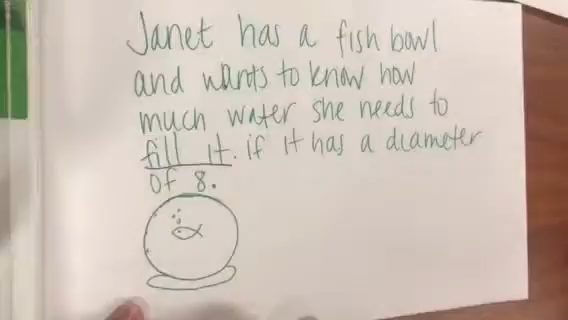 Janet has a fish bowl
and wants to know how
much water she needs to
fill it. if it has a diameter
of 8.